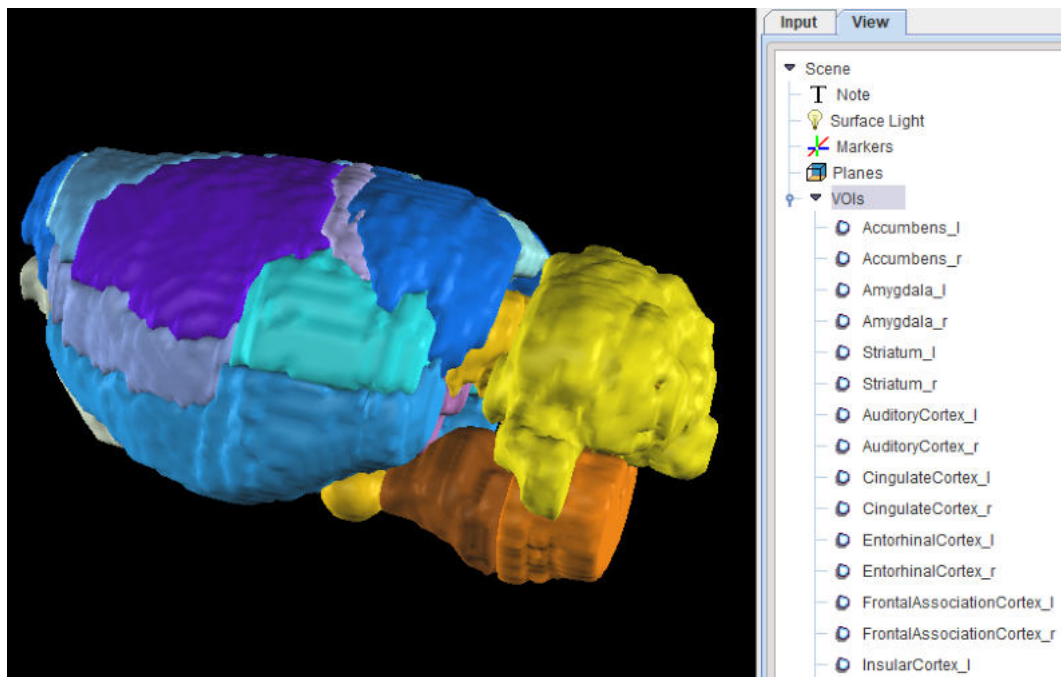 Input View
Scene
Note
Surface Light
Markers
Planes
VOIs
Accumbens_l
Accumbens_r
Amygdala_l
Amygdala_r
Striatum_l
Striatum_r
AuditoryCortex_l
AuditoryCortex_r
CingulateCortex_l
CingulateCortex_r
EntorhinalCortex_l
EntorhinalCortex_r
FrontalAssociationCortex_l
FrontalAssociationCortex_r
InsularCortex_l